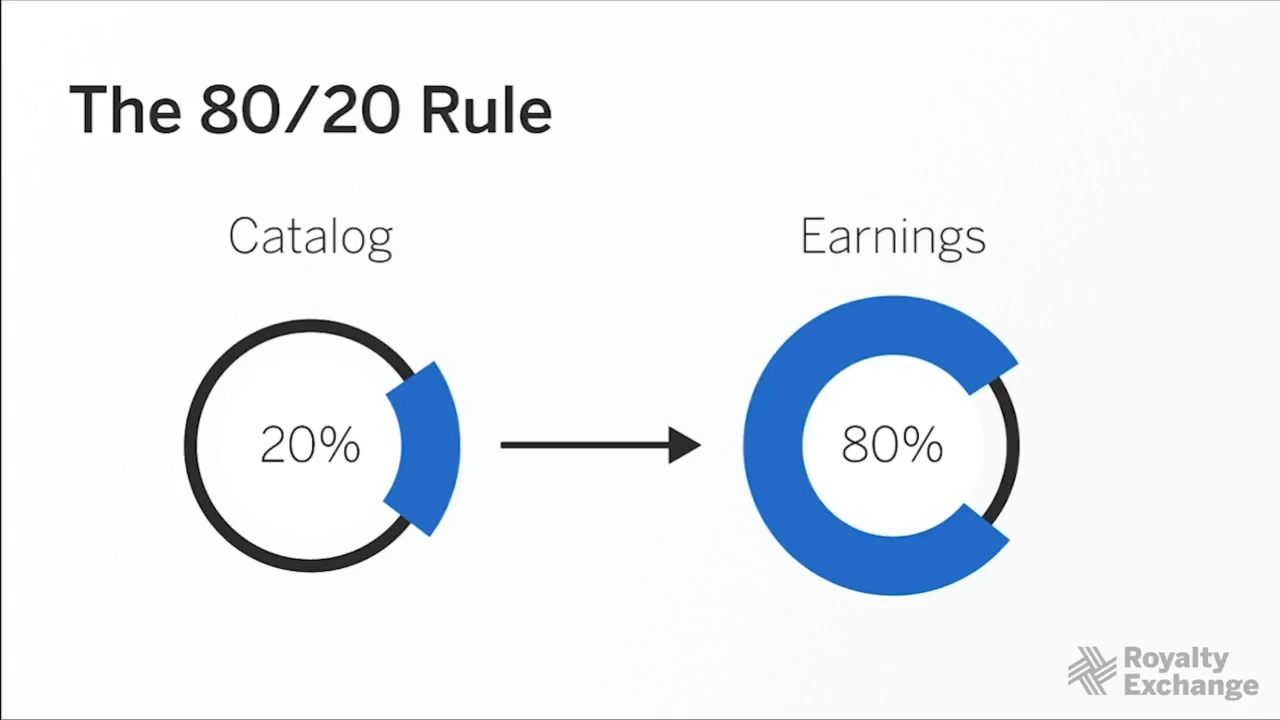 The 80/20 Rule
Catalog
Earnings
20%
80%
Royalty
Exchange